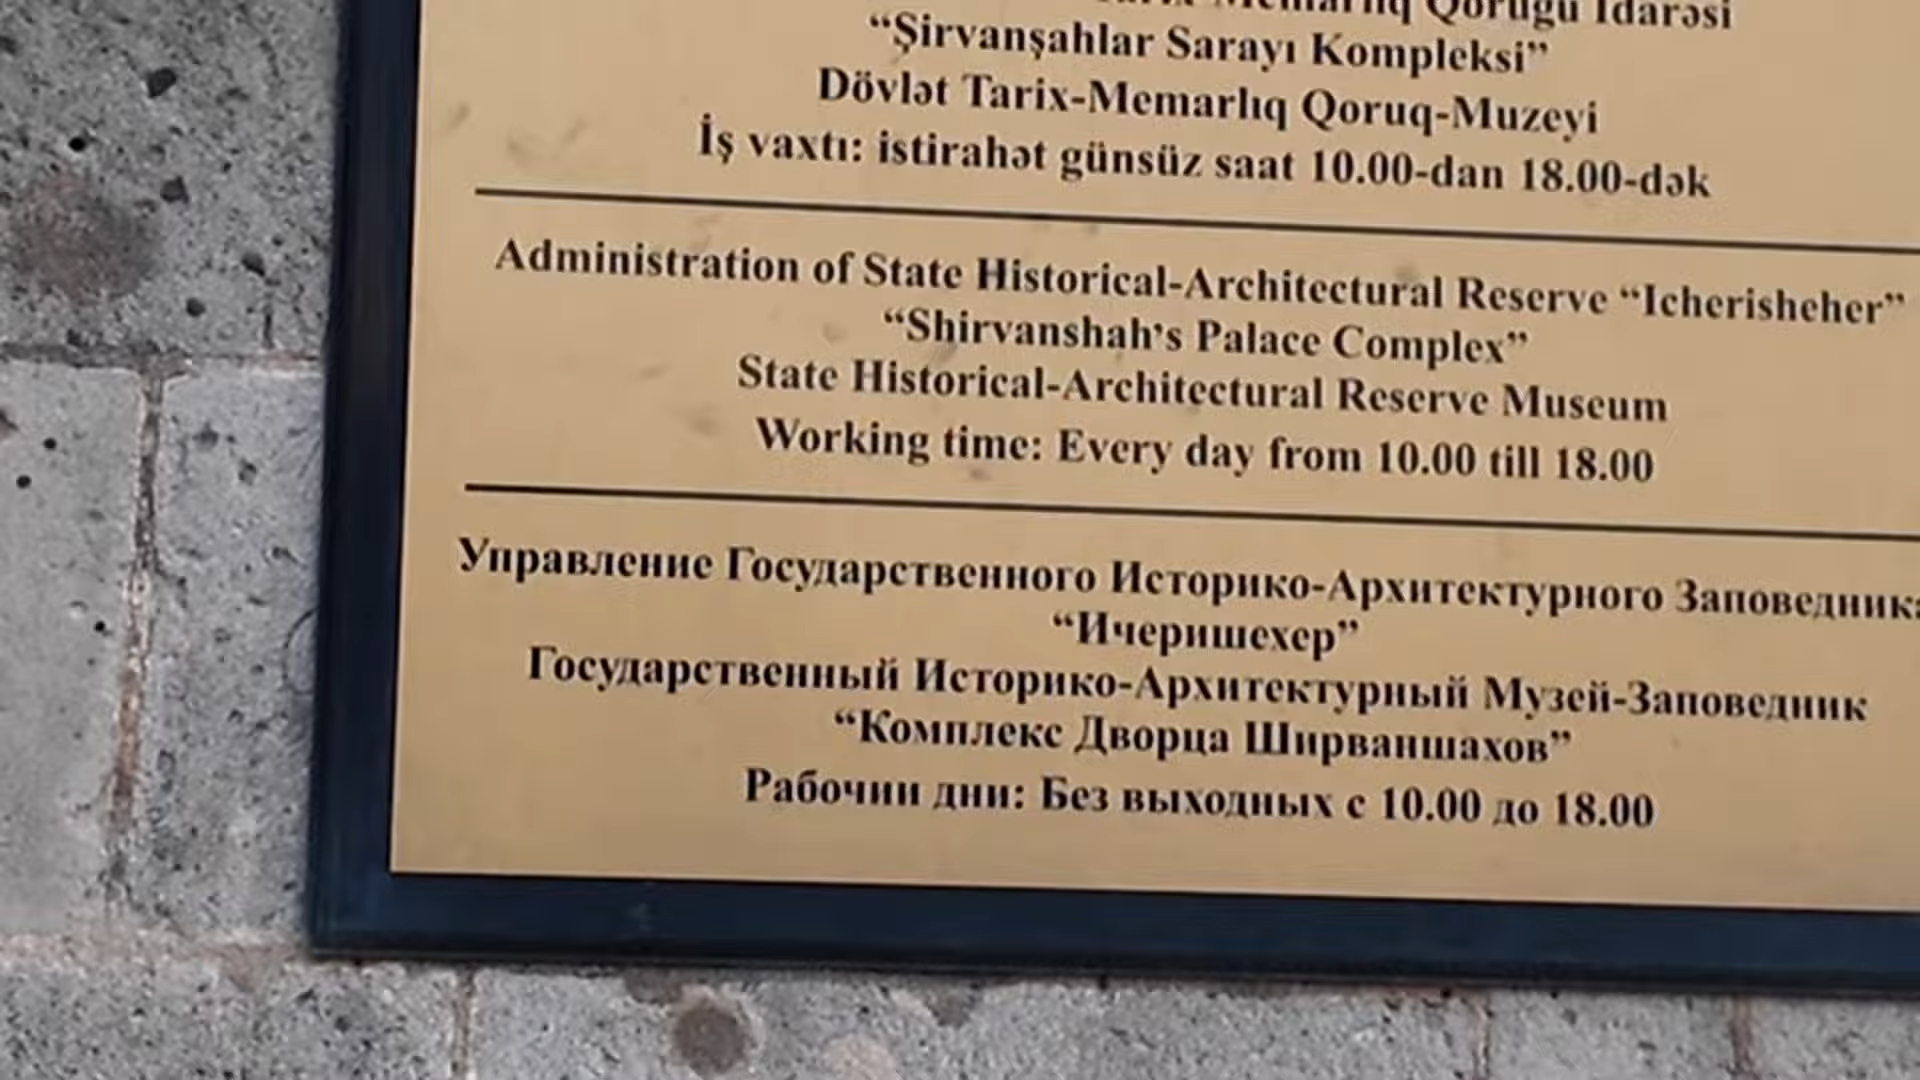 Memarlıq Qoruğu İdarəsi
“Şirvanşahlar Sarayı Kompleksi”
Dövlət Tarix-Memarlıq Qoruq-Muzeyi
İş vaxtı: istirahət günsüz saat 10.00-dan 18.00-dək
Administration of State Historical-Architectural Reserve “Icherisheher”
“Shirvanshah’s Palace Complex”
State Historical-Architectural Reserve Museum
Working time: Every day from 10.00 till 18.00
Управление Государственного Историко-Архитектурного Заповедника
“Ичеришехер”
Государственный Историко-Архитектурный Музей-Заповедник
“Комплекс Дворца Ширваншахов”
Рабочии дни: Без выходных с 10.00 до 18.00